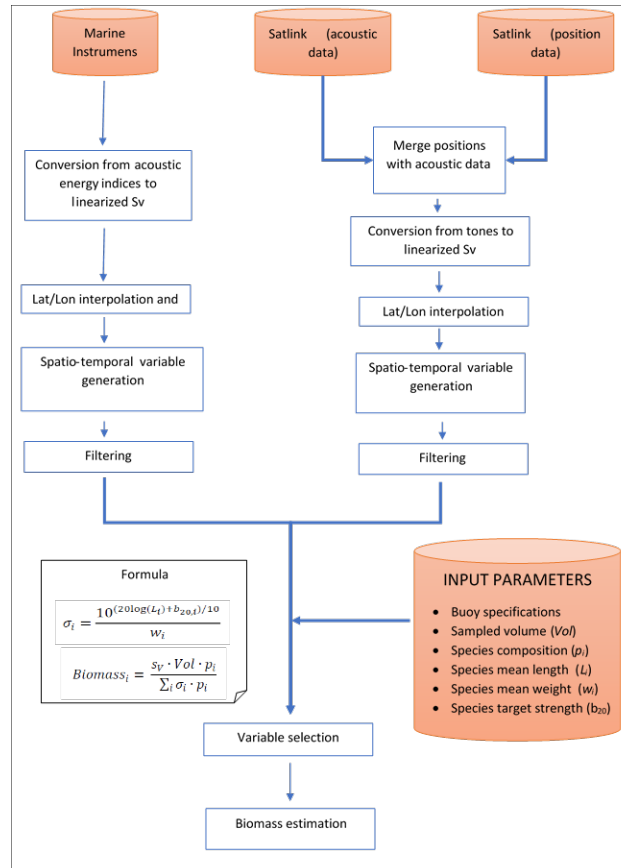 Marine
Instrumens
Satlink (acoustic
data)
Satlink (position
data)
Merge positions
with acoustic data
Conversion from acoustic
energy indices to
linearized Sv
Conversion from tones to
linearized Sv
Lat/Lon interpolation and
Lat/Lon interpolation
Spatio-temporal variable
generation
Spatio-temporal variable
generation
Filtering
Filtering
Formula
σᵢ = 10^((20log(Lᵢ)+b₂₀,ᵢ)/10) / wᵢ
Biomassᵢ = (s_V · Vol · pᵢ) / (∑ᵢ σᵢ · pᵢ)
INPUT PARAMETERS
• Buoy specifications
• Sampled volume (Vol)
• Species composition (pᵢ)
• Species mean length (Lᵢ)
• Species mean weight (wᵢ)
• Species target strength (b₂₀)
Variable selection
Biomass estimation